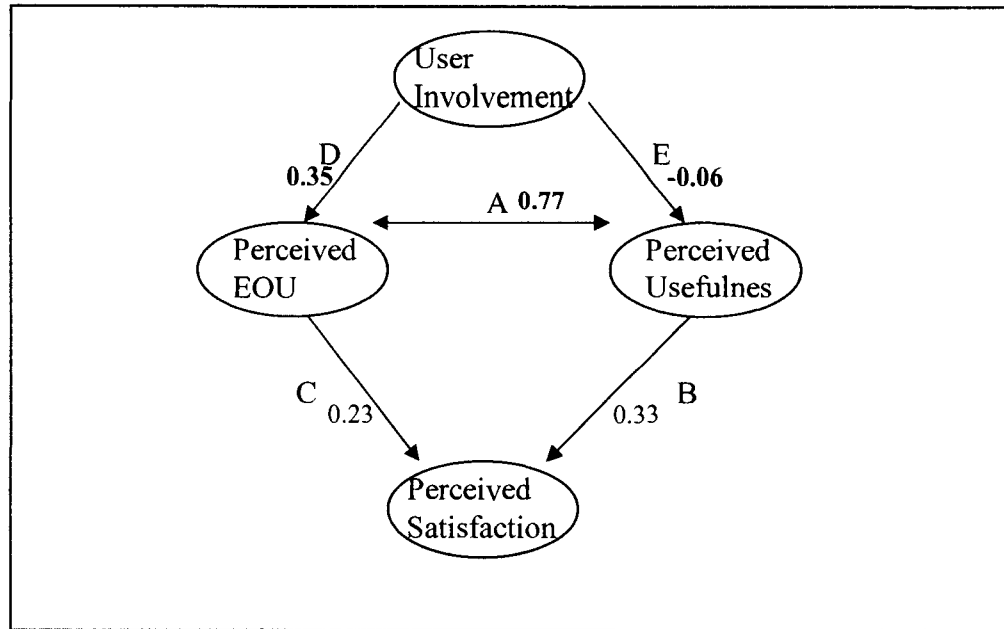 User
Involvement
D
0.35
E
-0.06
A 0.77
Perceived
EOU
Perceived
Usefulnes
C
0.23
0.33
B
Perceived
Satisfaction